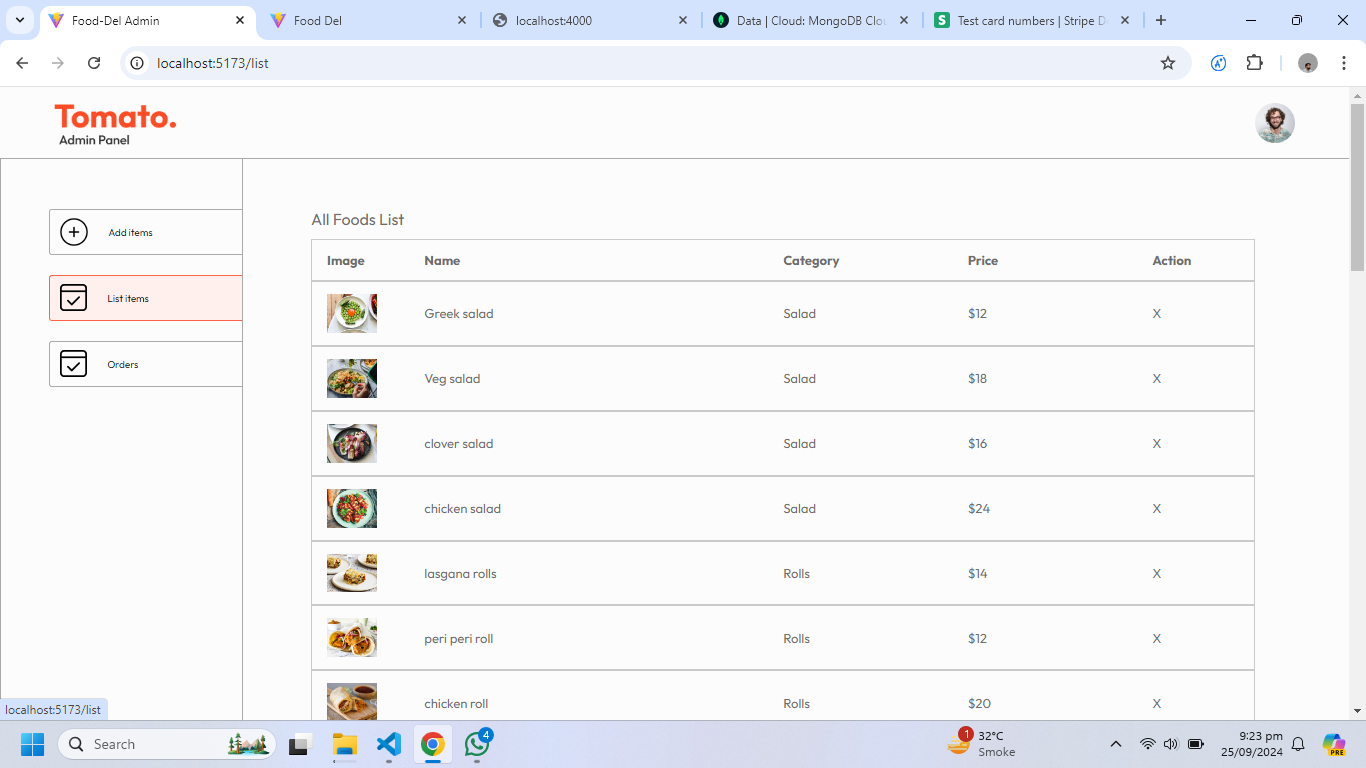 Food-Del Admin
Food Del
localhost:4000
Data | Cloud: MongoDB Clou
Test card numbers | Stripe D
localhost:5173/list
Tomato.
Admin Panel
Add items
List items
Orders
All Foods List
Image Name Category Price Action
Greek salad Salad $12 X
Veg salad Salad $18 X
clover salad Salad $16 X
chicken salad Salad $24 X
lasgana rolls Rolls $14 X
peri peri roll Rolls $12 X
chicken roll Rolls $20 X
localhost:5173/list
Search
4
1
32°C
Smoke
9:23 pm
25/09/2024
PRE